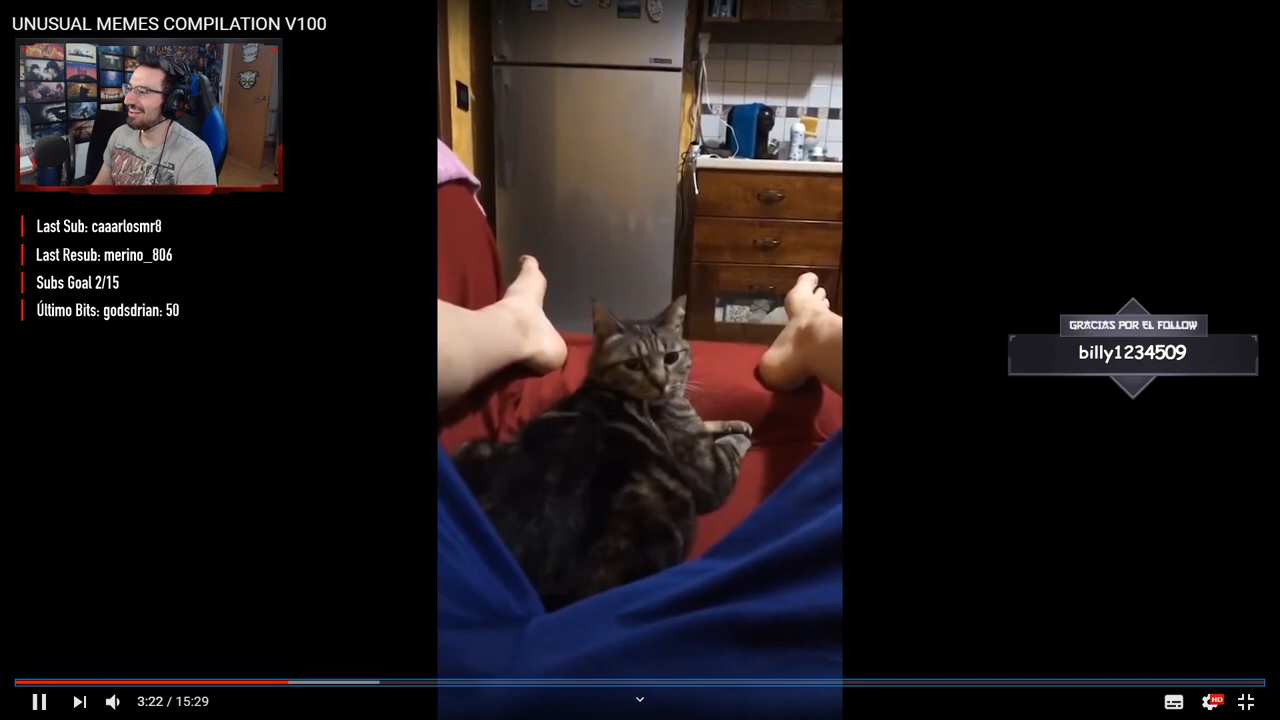 UNUSUAL MEMES COMPILATION V100
Last Sub: caaarlosmr8
Last Resub: merino_806
Subs Goal 2/15
Último Bits: godsdrian: 50
GRACIAS POR EL FOLLOW
billy1234509
3:22 / 15:29
HD